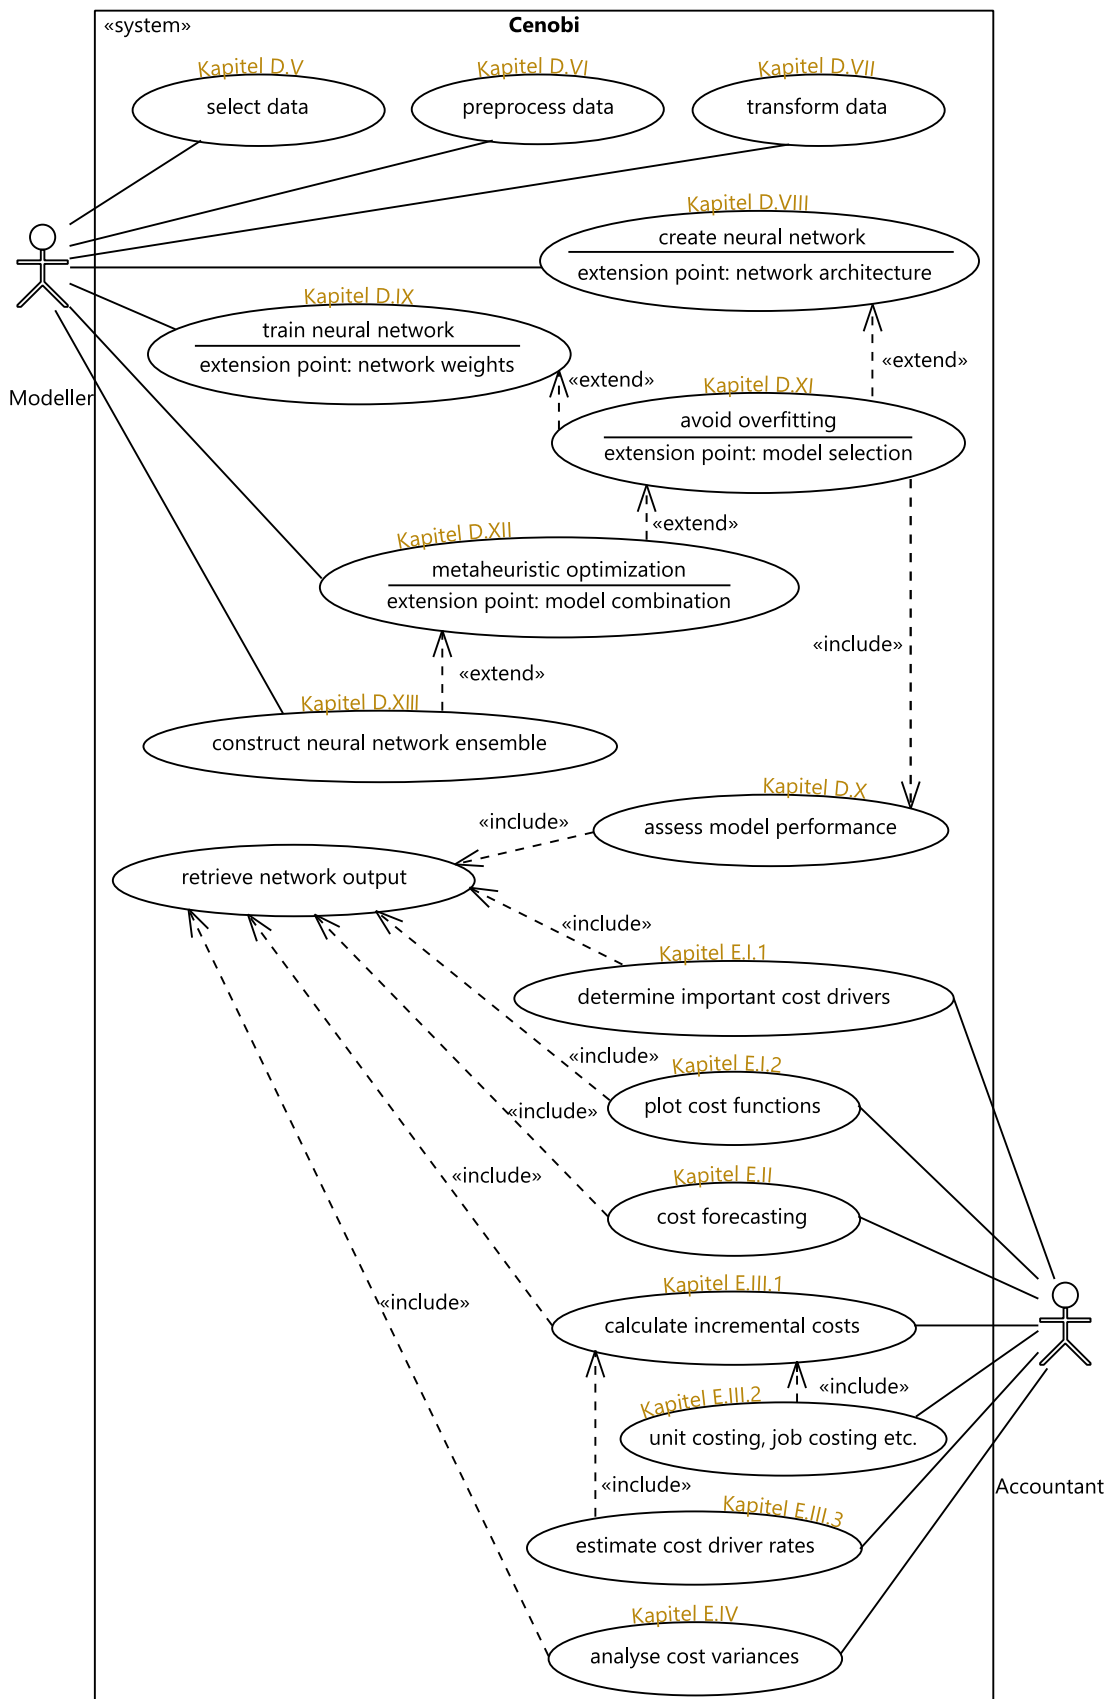 «system»
Cenobi
Kapitel D.V
select data
Kapitel D.VI
preprocess data
Kapitel D.VII
transform data
Kapitel D.VIII
create neural network
extension point: network architecture
Kapitel D.IX
train neural network
extension point: network weights
Modeller
«extend»
«extend»
Kapitel D.XI
avoid overfitting
extension point: model selection
«extend»
Kapitel D.XII
metaheuristic optimization
extension point: model combination
«include»
«extend»
Kapitel D.XIII
construct neural network ensemble
Kapitel D.X
assess model performance
«include»
retrieve network output
«include»
Kapitel E.I.1
determine important cost drivers
«include»
Kapitel E.I.2
plot cost functions
«include»
Kapitel E.II
cost forecasting
«include»
Kapitel E.III.1
calculate incremental costs
«include»
«include»
Kapitel E.III.2
unit costing, job costing etc.
Accountant
«include»
Kapitel E.III.3
estimate cost driver rates
Kapitel E.IV
analyse cost variances